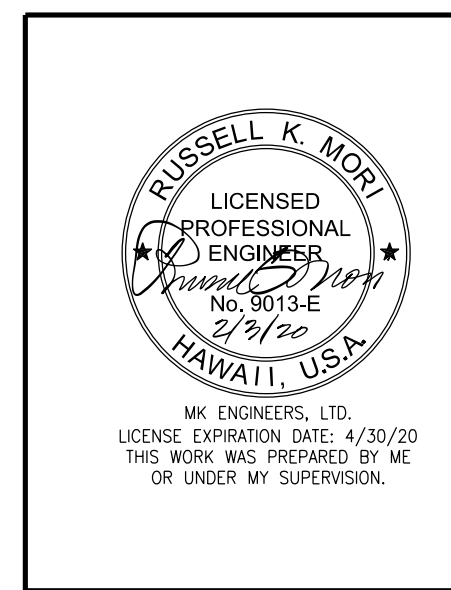 RUSSELL K. MORI
LICENSED
PROFESSIONAL
ENGINEER
No. 9013-E
2/3/20
HAWAII, U.S.A.
MK ENGINEERS, LTD.
LICENSE EXPIRATION DATE: 4/30/20
THIS WORK WAS PREPARED BY ME
OR UNDER MY SUPERVISION.